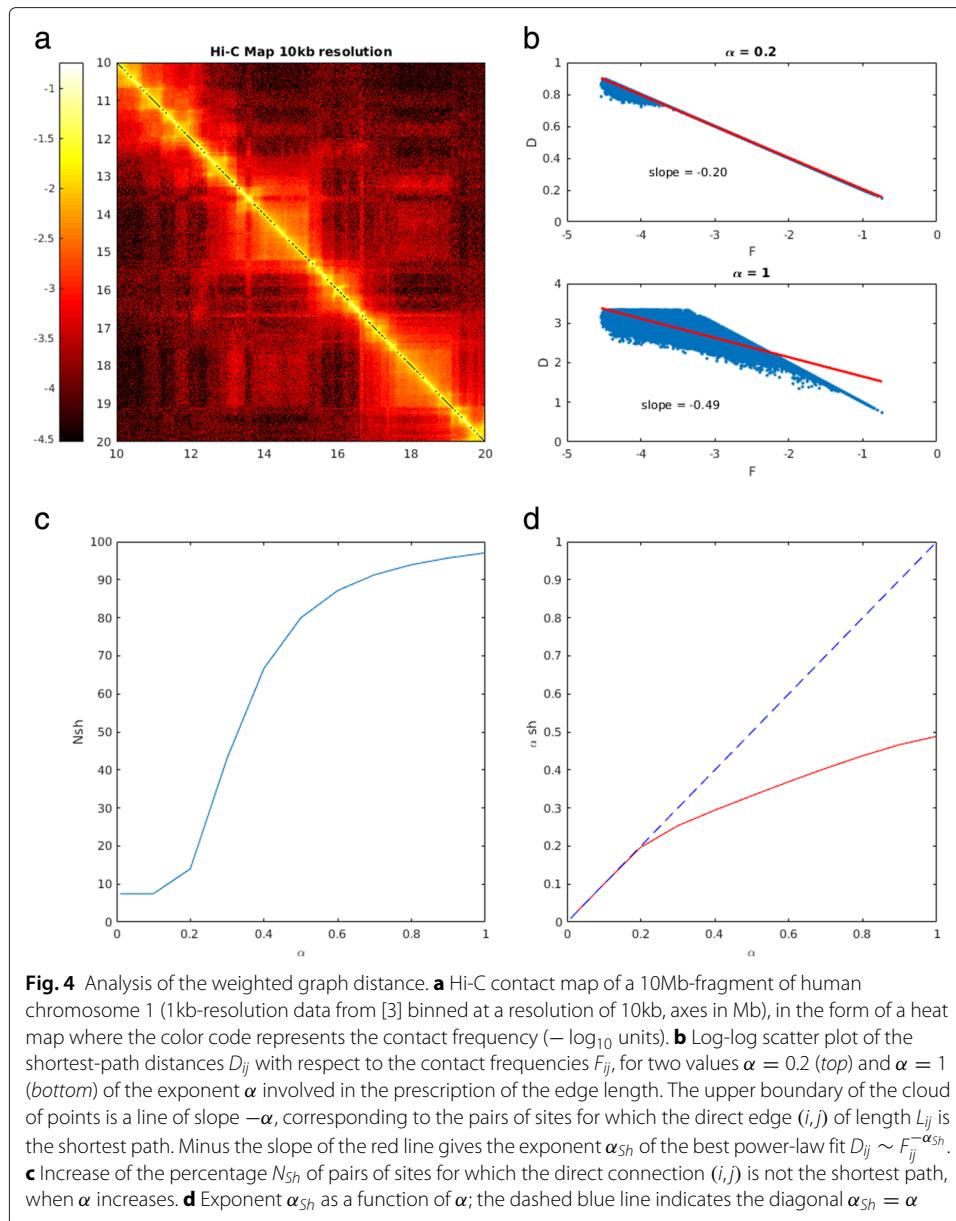 a
Hi-C Map 10kb resolution
-1
-1.5
-2
-2.5
-3
-3.5
-4
-4.5
10
11
12
13
14
15
16
17
18
19
20
10 12 14 16 18 20
b
α = 0.2
1
0.8
0.6
0.4
0.2
0
D
slope = -0.20
-5 -4 -3 -2 -1 0
F
α = 1
4
3
2
1
0
D
slope = -0.49
-5 -4 -3 -2 -1 0
F
c
100
90
80
70
60
50
40
30
20
10
0
Nsh
0 0.2 0.4 0.6 0.8 1
α
d
1
0.9
0.8
0.7
0.6
0.5
0.4
0.3
0.2
0.1
0
α sh
0 0.2 0.4 0.6 0.8 1
α
Fig. 4 Analysis of the weighted graph distance. a Hi-C contact map of a 10Mb-fragment of human
chromosome 1 (1kb-resolution data from [3] binned at a resolution of 10kb, axes in Mb), in the form of a heat
map where the color code represents the contact frequency (− log₁₀ units). b Log-log scatter plot of the
shortest-path distances Dᵢⱼ with respect to the contact frequencies Fᵢⱼ, for two values α = 0.2 (top) and α = 1
(bottom) of the exponent α involved in the prescription of the edge length. The upper boundary of the cloud
of points is a line of slope −α, corresponding to the pairs of sites for which the direct edge (i, j) of length Lᵢⱼ is
the shortest path. Minus the slope of the red line gives the exponent α_Sh of the best power-law fit Dᵢⱼ ∼ Fᵢⱼ^−α_Sh.
c Increase of the percentage N_Sh of pairs of sites for which the direct connection (i, j) is not the shortest path,
when α increases. d Exponent α_Sh as a function of α; the dashed blue line indicates the diagonal α_Sh = α